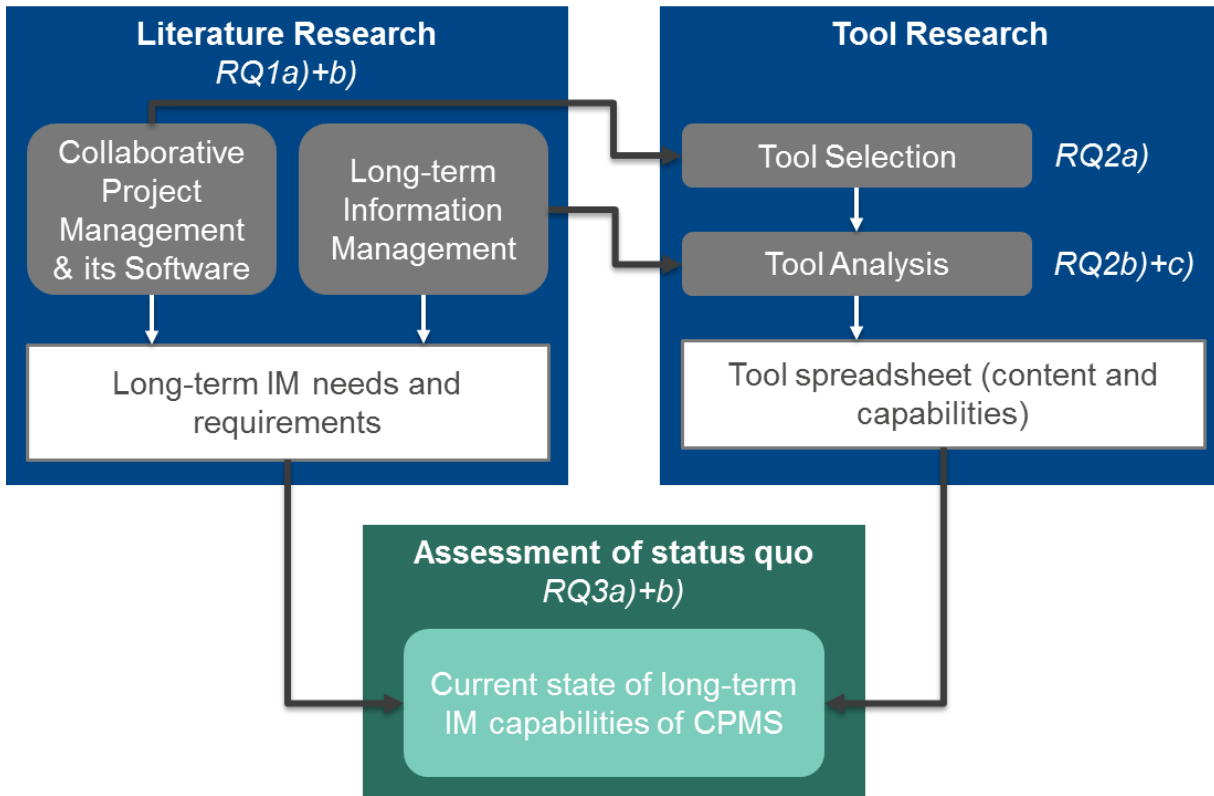 Literature Research
RQ1a)+b)
Collaborative
Project
Management
& its Software
Long-term
Information
Management
Long-term IM needs and
requirements
Tool Research
Tool Selection
RQ2a)
Tool Analysis
RQ2b)+c)
Tool spreadsheet (content and
capabilities)
Assessment of status quo
RQ3a)+b)
Current state of long-term
IM capabilities of CPMS